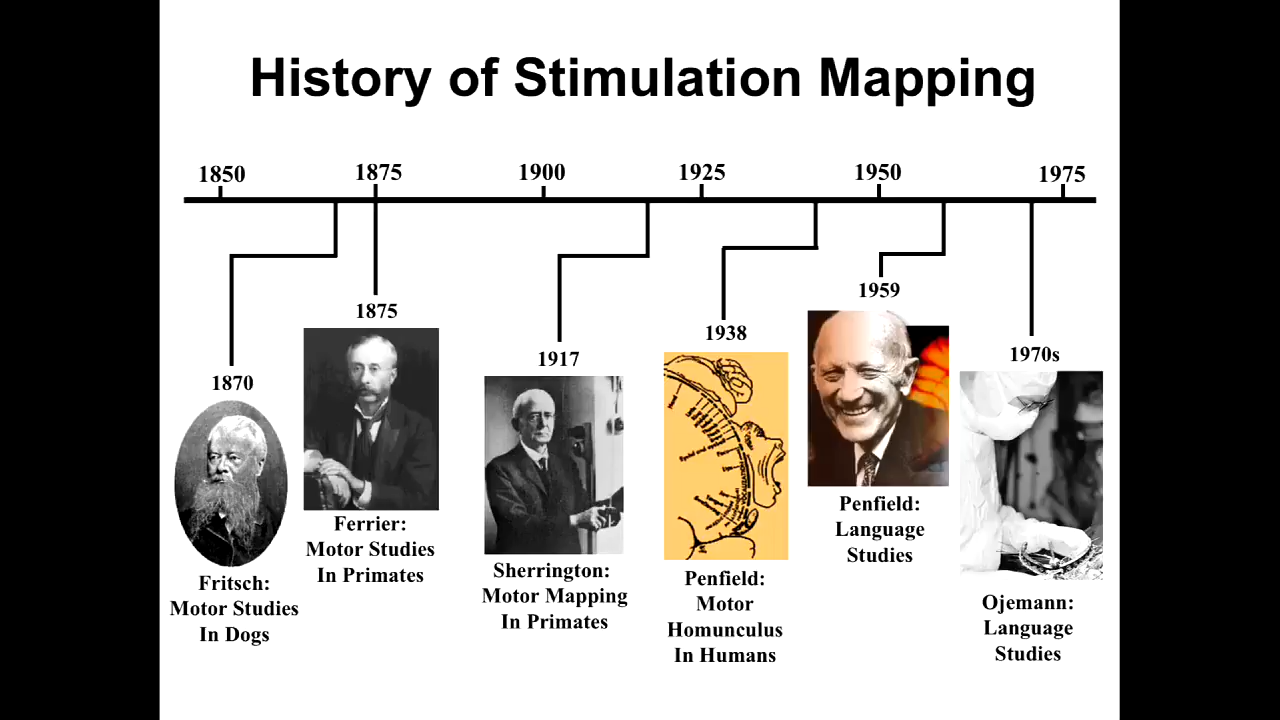 History of Stimulation Mapping
1850
1875
1900
1925
1950
1975
1870
Fritsch:
Motor Studies
In Dogs
1875
Ferrier:
Motor Studies
In Primates
1917
Sherrington:
Motor Mapping
In Primates
1938
Penfield:
Motor
Homunculus
In Humans
1959
Penfield:
Language
Studies
1970s
Ojemann:
Language
Studies